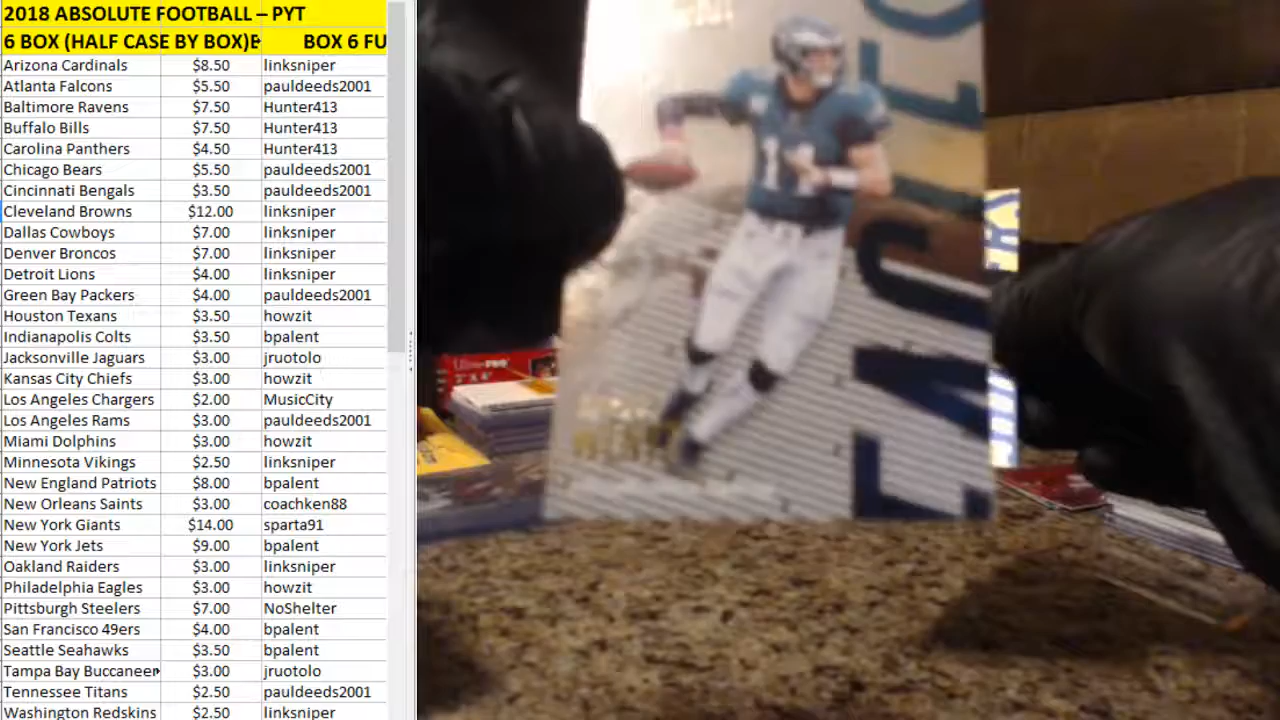 2018 ABSOLUTE FOOTBALL – PYT
6 BOX (HALF CASE BY BOX)E BOX 6 FU
Arizona Cardinals $8.50 linksniper
Atlanta Falcons $5.50 pauldeeds2001
Baltimore Ravens $7.50 Hunter413
Buffalo Bills $7.50 Hunter413
Carolina Panthers $4.50 Hunter413
Chicago Bears $5.50 pauldeeds2001
Cincinnati Bengals $3.50 pauldeeds2001
Cleveland Browns $12.00 linksniper
Dallas Cowboys $7.00 linksniper
Denver Broncos $7.00 linksniper
Detroit Lions $4.00 linksniper
Green Bay Packers $4.00 pauldeeds2001
Houston Texans $3.50 howzit
Indianapolis Colts $3.50 bpalent
Jacksonville Jaguars $3.00 jruotolo
Kansas City Chiefs $3.00 howzit
Los Angeles Chargers $2.00 MusicCity
Los Angeles Rams $3.00 pauldeeds2001
Miami Dolphins $3.00 howzit
Minnesota Vikings $2.50 linksniper
New England Patriots $8.00 bpalent
New Orleans Saints $3.00 coachken88
New York Giants $14.00 sparta91
New York Jets $9.00 bpalent
Oakland Raiders $3.00 linksniper
Philadelphia Eagles $3.00 howzit
Pittsburgh Steelers $7.00 NoShelter
San Francisco 49ers $4.00 bpalent
Seattle Seahawks $3.50 bpalent
Tampa Bay Buccaneer $3.00 jruotolo
Tennessee Titans $2.50 pauldeeds2001
Washington Redskins $2.50 linksniper
11